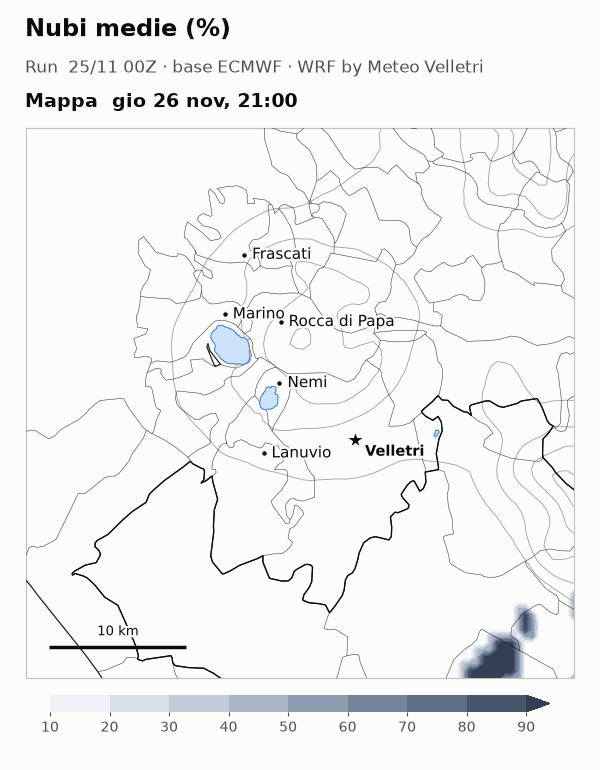 Nubi medie (%)
Run 25/11 00Z · base ECMWF · WRF by Meteo Velletri
Mappa gio 26 nov, 21:00
Frascati
Marino
Rocca di Papa
Nemi
Velletri
Lanuvio
10 km
10 20 30 40 50 60 70 80 90